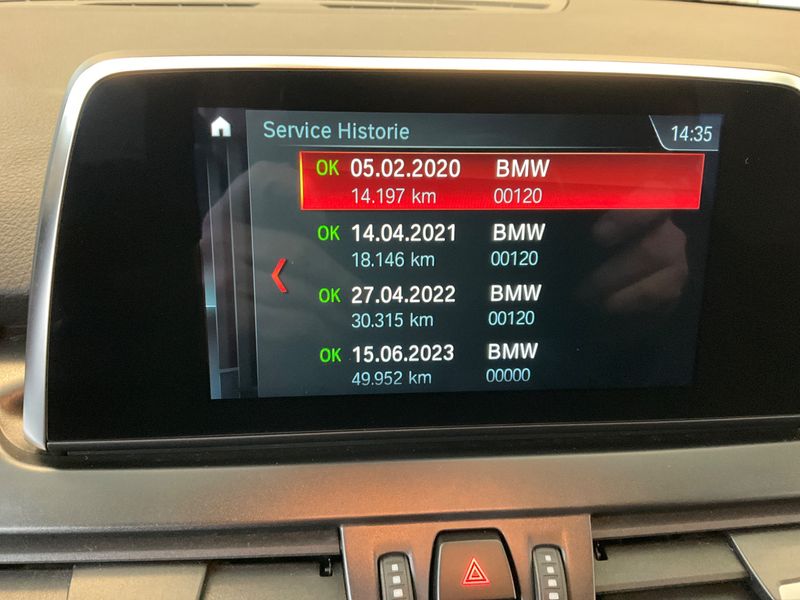 Service Historie 14:35
OK 05.02.2020 BMW
14.197 km 00120
OK 14.04.2021 BMW
18.146 km 00120
OK 27.04.2022 BMW
30.315 km 00120
OK 15.06.2023 BMW
49.952 km 00000